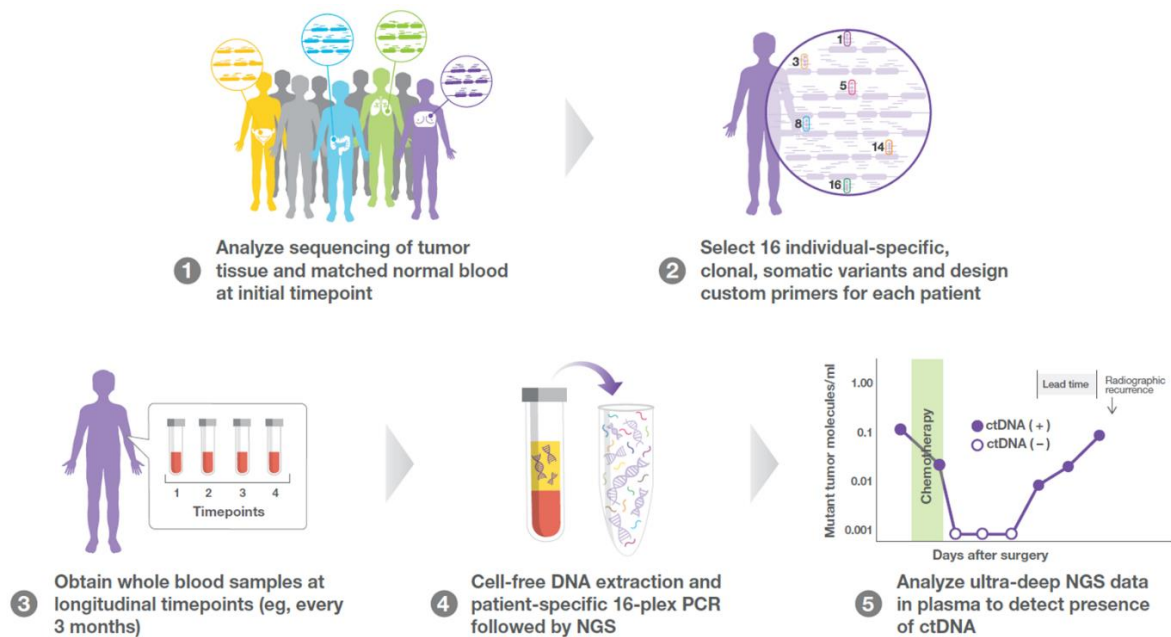 1
Analyze sequencing of tumor
tissue and matched normal blood
at initial timepoint
1
3
5
8
14
16
2
Select 16 individual-specific,
clonal, somatic variants and design
custom primers for each patient
1 2 3 4
Timepoints
3
Obtain whole blood samples at
longitudinal timepoints (eg, every
3 months)
4
Cell-free DNA extraction and
patient-specific 16-plex PCR
followed by NGS
Mutant tumor molecules/ml
1.00
0.1
0.01
0.001
Chemotherapy
Lead time
Radiographic
recurrence
ctDNA (+)
ctDNA (−)
Days after surgery
5
Analyze ultra-deep NGS data
in plasma to detect presence
of ctDNA